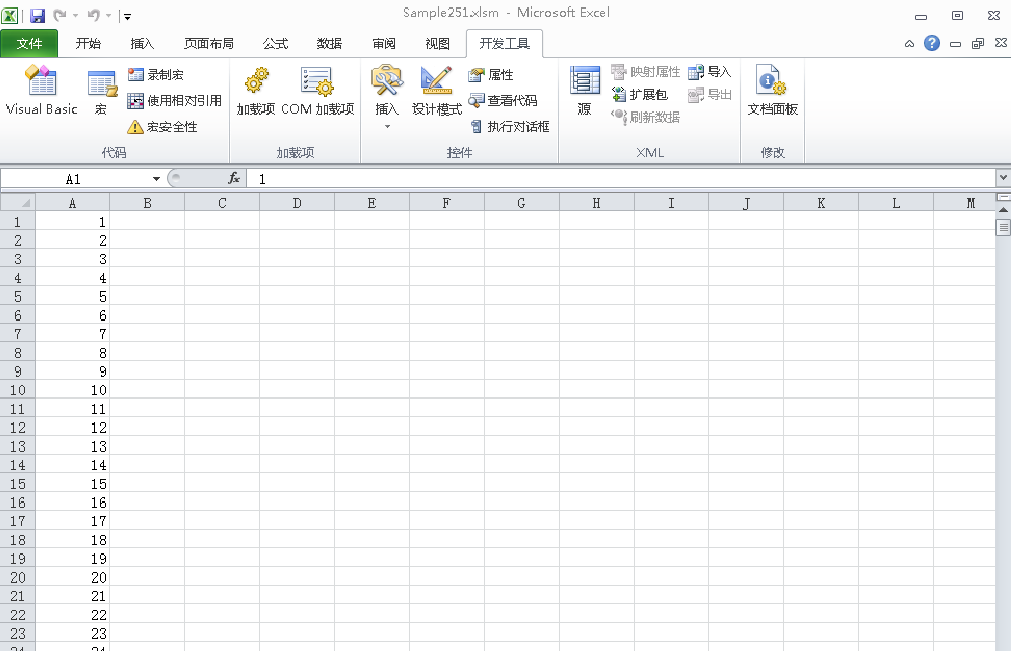 Sample251.xlsm - Microsoft Excel
文件 开始 插入 页面布局 公式 数据 审阅 视图 开发工具
Visual Basic
宏
录制宏
使用相对引用
宏安全性
代码
加载项
COM 加载项
加载项
插入
设计模式
属性
查看代码
执行对话框
控件
源
映射属性
扩展包
刷新数据
导入
导出
XML
文档面板
修改
A1 fx 1
A B C D E F G H I J K L M
1 1
2 2
3 3
4 4
5 5
6 6
7 7
8 8
9 9
10 10
11 11
12 12
13 13
14 14
15 15
16 16
17 17
18 18
19 19
20 20
21 21
22 22
23 23